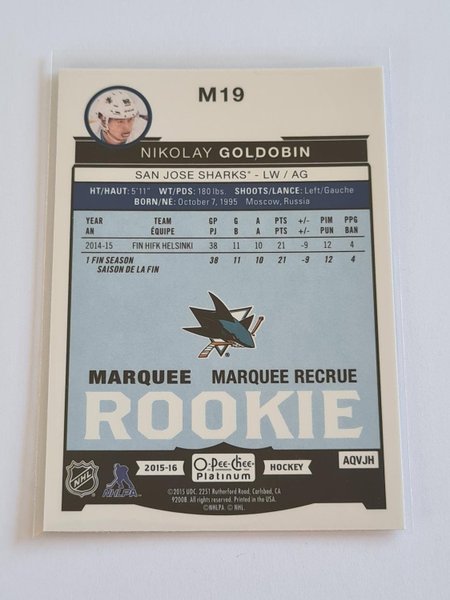 M19
NIKOLAY GOLDOBIN
SAN JOSE SHARKS™ - LW / AG
HT/HAUT: 5'11" WT/PDS: 180 lbs. SHOOTS/LANCE: Left/Gauche
BORN/NE: October 7, 1995 Moscow, Russia
YEAR TEAM GP G A PTS +/- PIM PPG
AN ÉQUIPE PJ B A PTS +/- PUN BAN
2014-15 FIN HIFK HELSINKI 38 11 10 21 -9 12 4
1 FIN SEASON 38 11 10 21 -9 12 4
SAISON DE LA FIN
MARQUEE MARQUEE RECRUE
ROOKIE
2015-16 O-Pee-Chee Platinum HOCKEY AQVJH
NHL NHLPA
©2015 UDC. 2251 Rutherford Road, Carlsbad, CA
92008. All rights reserved. Printed in the USA.
©NHLPA. © NHL.